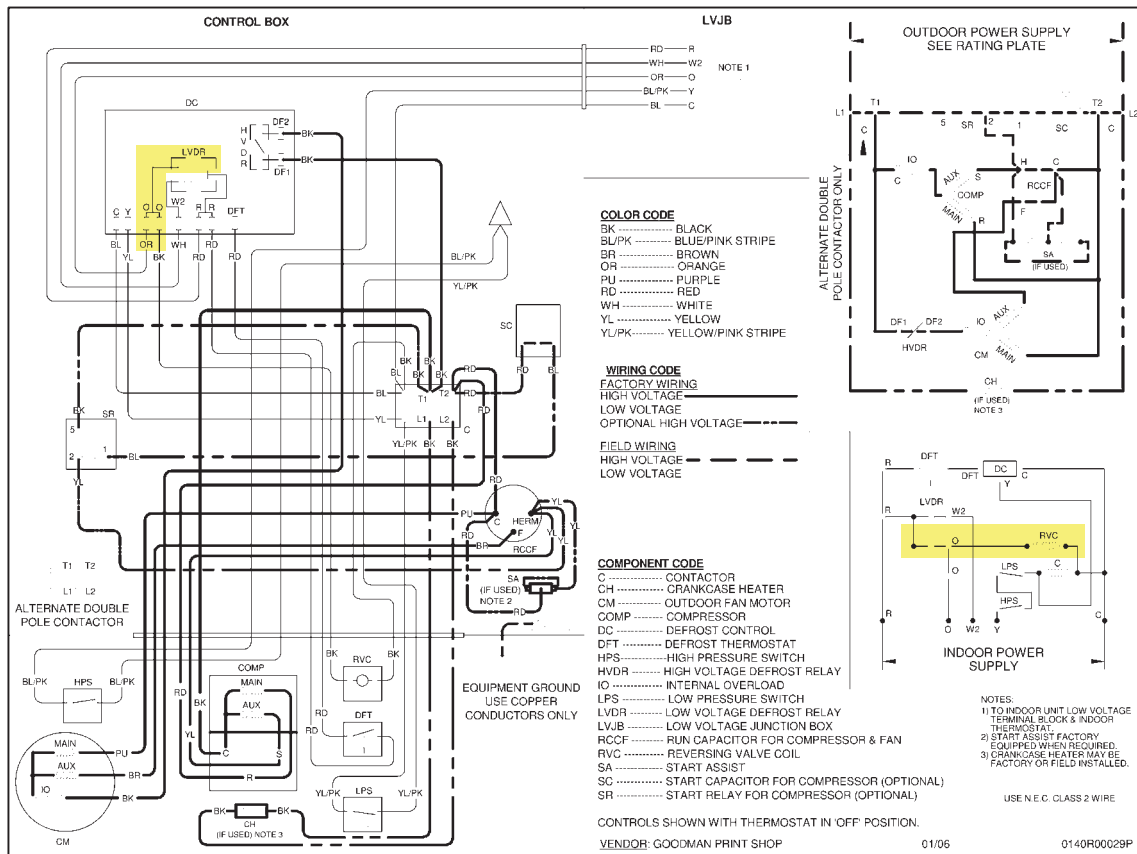 CONTROL BOX
LVJB
RD R
WH W2
OR O
BL/PK Y
BL C
NOTE 1
DC
H
V
D
R
DF2
BK
DF1
BK
LVDR
W2
O O
R R
C Y
DFT
BL
YL
OR
BK
WH
RD
RD
RD
BL/PK
YL/PK
SC
RD
BL
BK
BL
BK
BK
BK
RD
RD
RD
T1
T2
L1
L2
C
BL
YL
YL/PK
BK
BK
BK
SR
5
2
1
BL
YL
RD
PU
C
HERM
F
RCCF
YL
YL
YL
YL
YL
RD
BR
SA
(IF USED)
NOTE 2
RD
T1 T2
L1 L2
ALTERNATE DOUBLE
POLE CONTACTOR
BL/PK
HPS
BL/PK
COMP
MAIN
AUX
C
S
R
RD
BK
YL
RD
BK
RVC
BK
DFT
YL/PK
LPS
YL/PK
EQUIPMENT GROUND
USE COPPER
CONDUCTORS ONLY
MAIN
AUX
IO
PU
BR
BK
CM
BK
CH
BK
(IF USED) NOTE 3
COLOR CODE
BK ---------- BLACK
BL/PK ---------- BLUE/PINK STRIPE
BR ---------- BROWN
OR ---------- ORANGE
PU ---------- PURPLE
RD ---------- RED
WH ---------- WHITE
YL ---------- YELLOW
YL/PK ------- YELLOW/PINK STRIPE
WIRING CODE
FACTORY WIRING
HIGH VOLTAGE
LOW VOLTAGE
OPTIONAL HIGH VOLTAGE
FIELD WIRING
HIGH VOLTAGE
LOW VOLTAGE
COMPONENT CODE
C ---------- CONTACTOR
CH ---------- CRANKCASE HEATER
CM ---------- OUTDOOR FAN MOTOR
COMP ------- COMPRESSOR
DC ---------- DEFROST CONTROL
DFT ---------- DEFROST THERMOSTAT
HPS---------- HIGH PRESSURE SWITCH
HVDR ------- HIGH VOLTAGE DEFROST RELAY
IO ---------- INTERNAL OVERLOAD
LPS ---------- LOW PRESSURE SWITCH
LVDR ------- LOW VOLTAGE DEFROST RELAY
LVJB ---------- LOW VOLTAGE JUNCTION BOX
RCCF ------- RUN CAPACITOR FOR COMPRESSOR & FAN
RVC ---------- REVERSING VALVE COIL
SA ---------- START ASSIST
SC ---------- START CAPACITOR FOR COMPRESSOR (OPTIONAL)
SR ---------- START RELAY FOR COMPRESSOR (OPTIONAL)
CONTROLS SHOWN WITH THERMOSTAT IN 'OFF' POSITION.
VENDOR: GOODMAN PRINT SHOP
01/06
0140R00029P
OUTDOOR POWER SUPPLY
SEE RATING PLATE
L1
T1
T2
L2
C
5
SR
2
1
SC
C
IO
C
AUX
S
COMP
MAIN
R
H
C
RCCF
F
SA
(IF USED)
ALTERNATE DOUBLE
POLE CONTACTOR ONLY
DF1
DF2
HVDR
IO
AUX
CM
MAIN
CH
(IF USED)
NOTE 3
R
DFT
DFT
DC
C
Y
LVDR
R
W2
O
RVC
O
LPS
C
HPS
R
O
W2
Y
C
INDOOR POWER
SUPPLY
NOTES:
1) TO INDOOR UNIT LOW VOLTAGE
TERMINAL BLOCK & INDOOR
THERMOSTAT.
2) START ASSIST FACTORY
EQUIPPED WHEN REQUIRED.
3) CRANKCASE HEATER MAY BE
FACTORY OR FIELD INSTALLED.
USE N.E.C. CLASS 2 WIRE